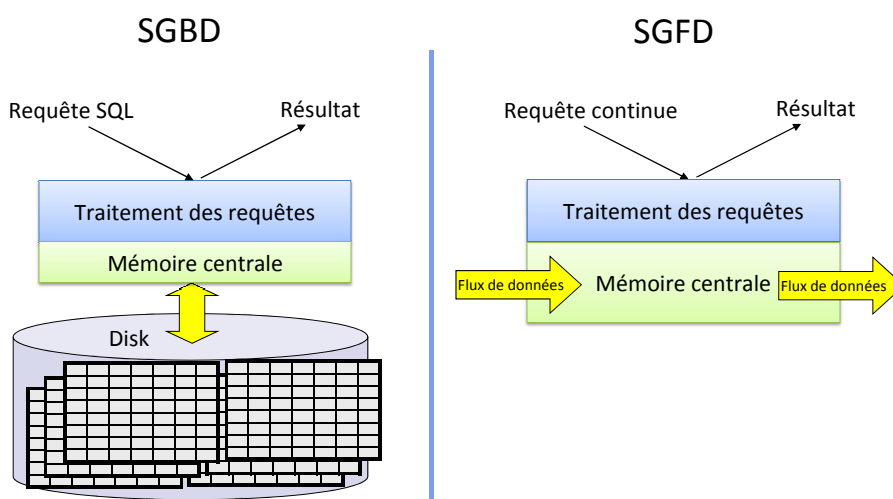 SGBD
Requête SQL
Résultat
Traitement des requêtes
Mémoire centrale
Disk
SGFD
Requête continue
Résultat
Traitement des requêtes
Flux de données
Mémoire centrale
Flux de données